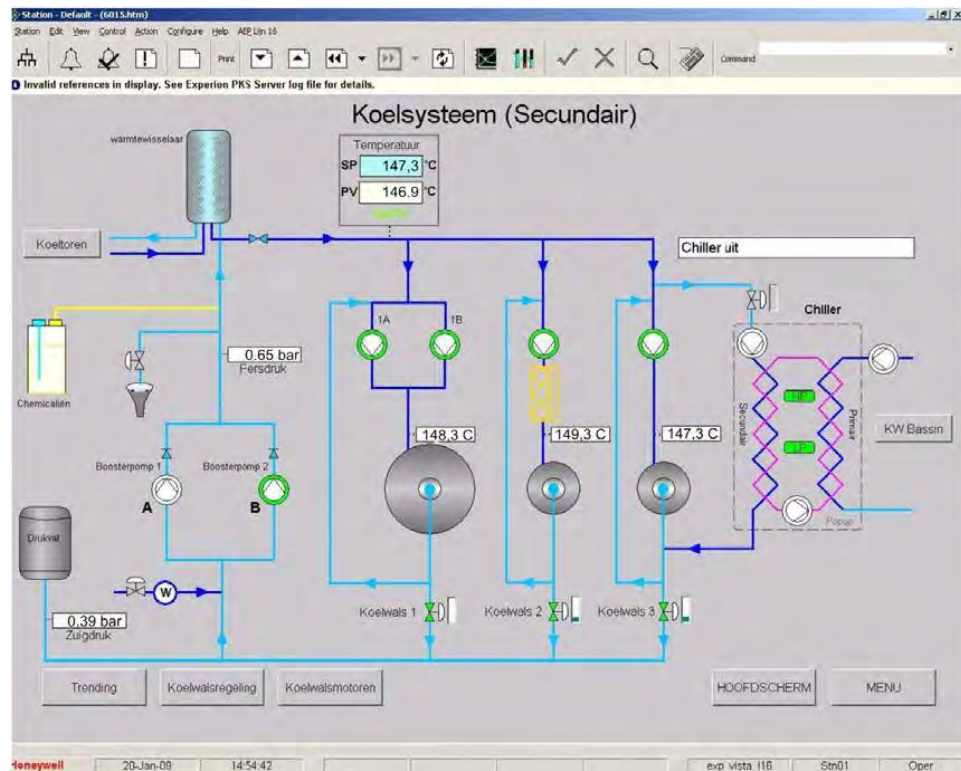 Station - Default - (6015.htm)
Station Edit View Control Action Configure Help AEP Lijn 16
Print
Command
Invalid references in display. See Experion PKS Server log file for details.
Koelsysteem (Secundair)
warmtewisselaar
Temperatuur
SP 147,3 °C
PV 146.9 °C
Koeltoren
Chiller uit
1A 1B
Chiller
0.65 bar
Persdruk
Chemicaliën
Secundair
Primair
HP
LP
KW Bassin
148,3 C
149,3 C
147,3 C
Boosterpomp 1
Boosterpomp 2
A
B
Popup
Drukvat
W
0.39 bar
Zuigdruk
Koelwals 1
Koelwals 2
Koelwals 3
Trending
Koelwalsregeling
Koelwalsmotoren
HOOFDSCHERM
MENU
Honeywell 20-Jan-09 14:54:42 exp_vista_l16 Stn01 Oper